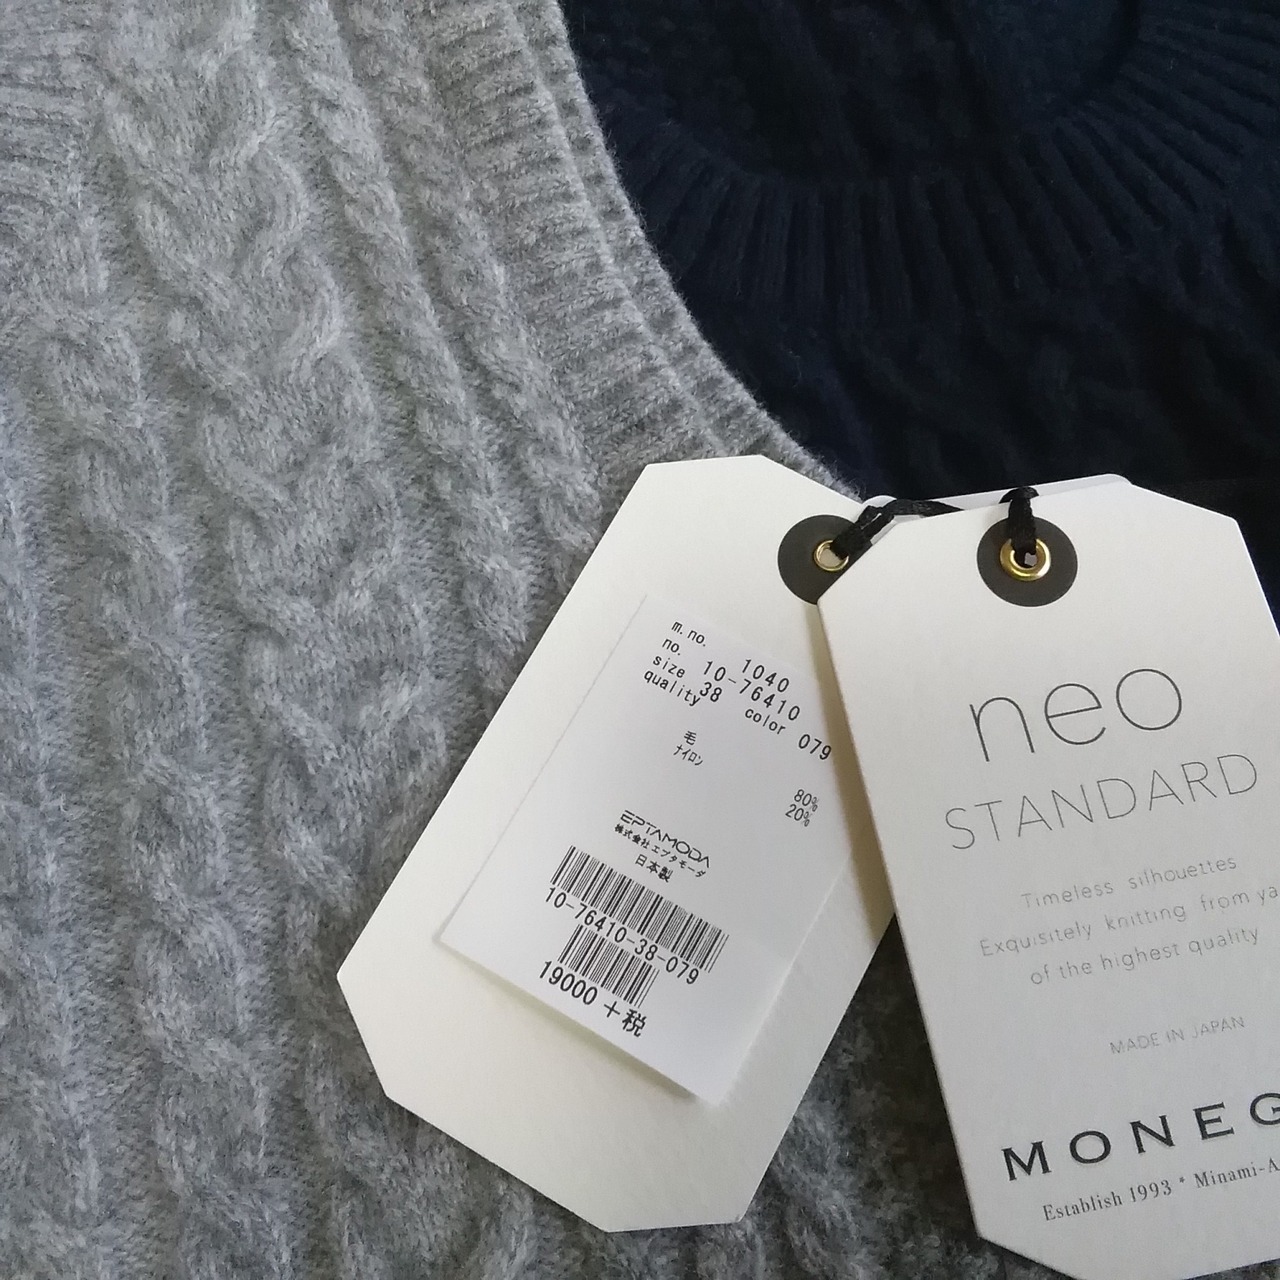 m.no. 1040
no. 10-76410
size 38 color 079
quality
毛 80%
ナイロン 20%
EPTAMODA
株式会社エプタモーダ
日本製
10-76410-38-079
19000+税
neo
STANDARD
Timeless silhouettes
Exquisitely knitting from
of the highest quality
MADE IN JAPAN
MONEG
Establish 1993 * Minami-A